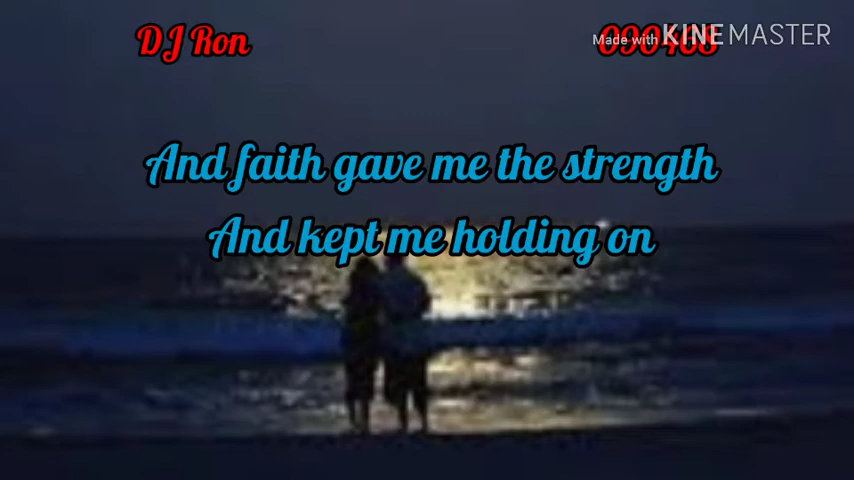 DJ Ron
Made with KINEMASTER
And faith gave me the strength
And kept me holding on